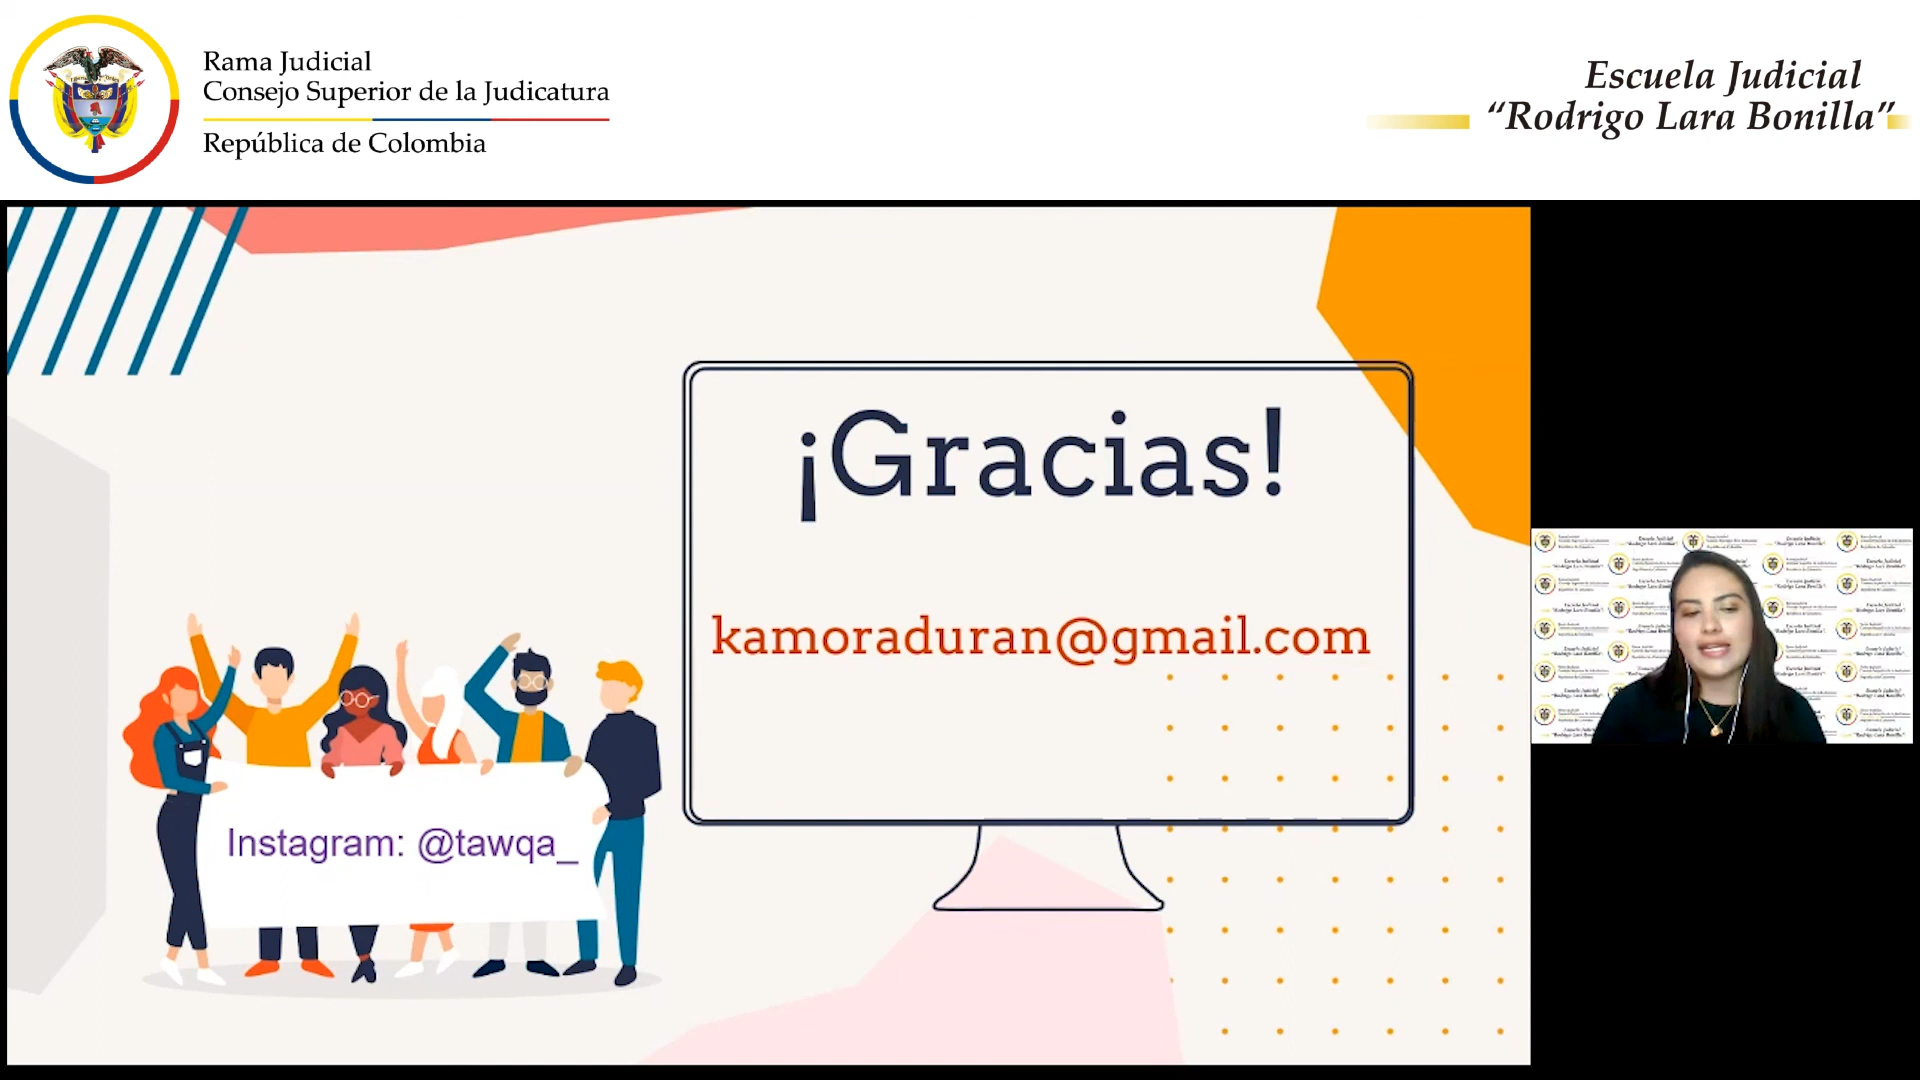 Rama Judicial
Consejo Superior de la Judicatura
República de Colombia
Escuela Judicial
“Rodrigo Lara Bonilla”
¡Gracias!
kamoraduran@gmail.com
Instagram: @tawqa_